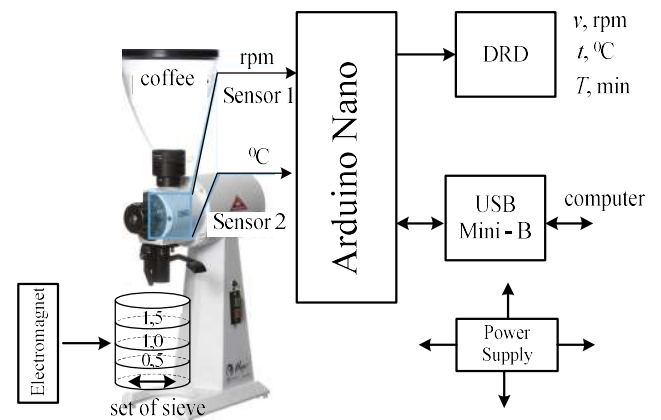 coffee
rpm
Sensor 1
⁰C
Sensor 2
Arduino Nano
DRD
v, rpm
t, ⁰C
T, min
USB
Mini-B
computer
Power
Supply
Electromagnet
1,5
1,0
0,5
set of sieve